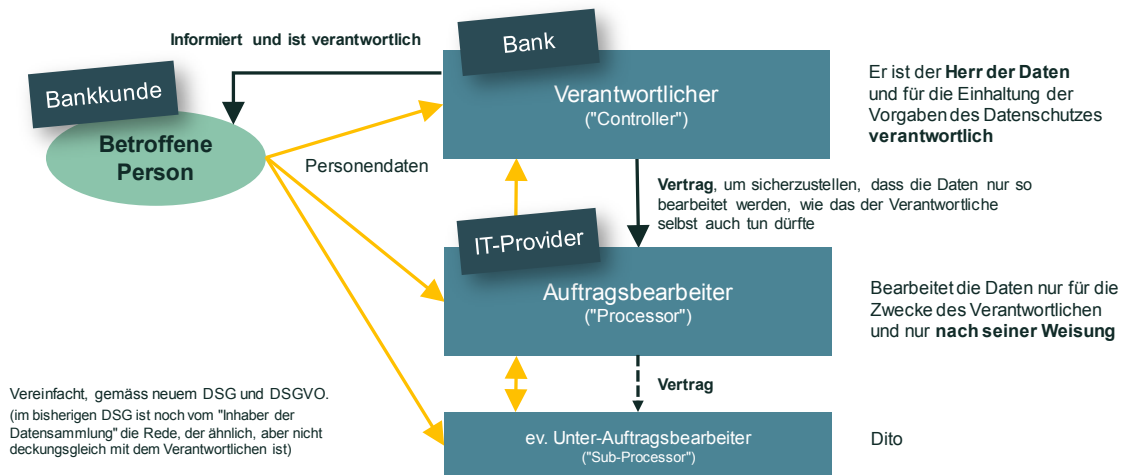 Informiert und ist verantwortlich
Bank
Bankkunde
Verantwortlicher
("Controller")
Er ist der Herr der Daten
und für die Einhaltung der
Vorgaben des Datenschutzes
verantwortlich
Betroffene
Person
Personendaten
Vertrag, um sicherzustellen, dass die Daten nur so
bearbeitet werden, wie das der Verantwortliche
selbst auch tun dürfte
IT-Provider
Auftragsbearbeiter
("Processor")
Bearbeitet die Daten nur für die
Zwecke des Verantwortlichen
und nur nach seiner Weisung
Vertrag
Vereinfacht, gemäss neuem DSG und DSGVO.
(im bisherigen DSG ist noch vom "Inhaber der
Datensammlung" die Rede, der ähnlich, aber nicht
deckungsgleich mit dem Verantwortlichen ist)
ev. Unter-Auftragsbearbeiter
("Sub-Processor")
Dito